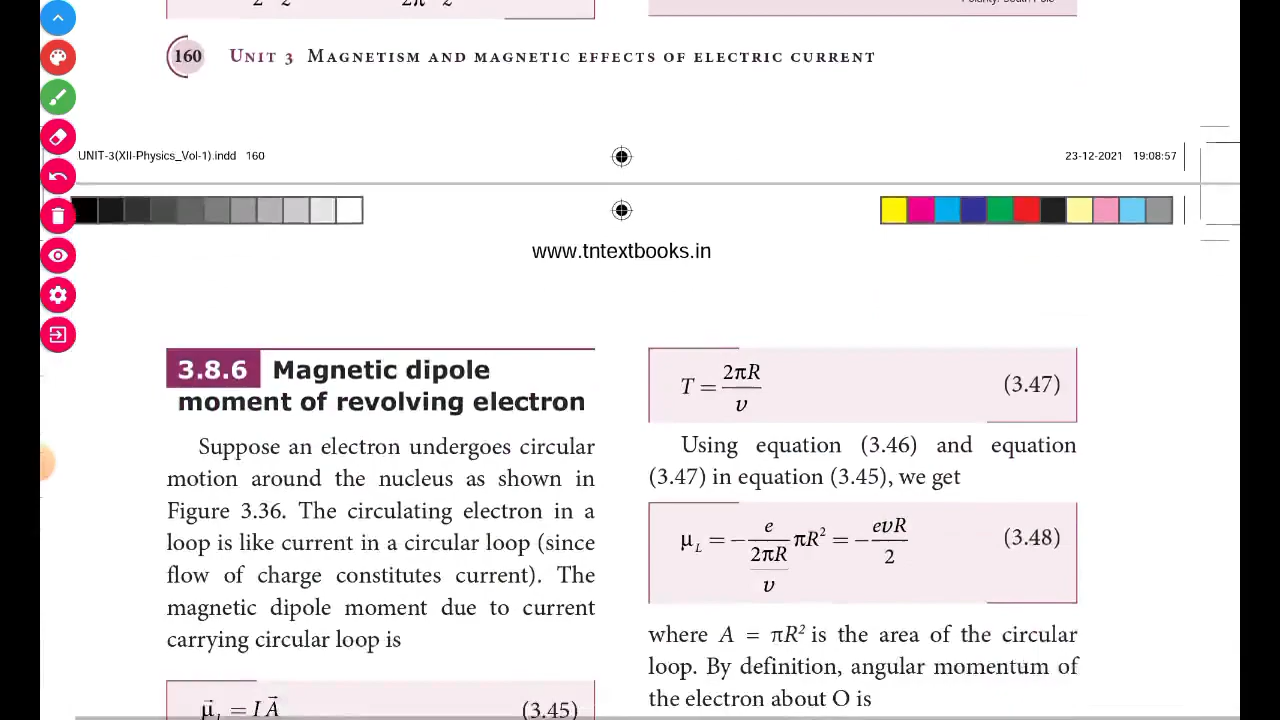 Polarity: South Pole
160 UNIT 3 MAGNETISM AND MAGNETIC EFFECTS OF ELECTRIC CURRENT
UNIT-3(XII-Physics_Vol-1).indd 160
23-12-2021 19:08:57
www.tntextbooks.in
3.8.6 Magnetic dipole
moment of revolving electron
Suppose an electron undergoes circular
motion around the nucleus as shown in
Figure 3.36. The circulating electron in a
loop is like current in a circular loop (since
flow of charge constitutes current). The
magnetic dipole moment due to current
carrying circular loop is
μ⃗_L = I A⃗ (3.45)
T = 2πR/υ (3.47)
Using equation (3.46) and equation
(3.47) in equation (3.45), we get
μ_L = −e/(2πR/υ) πR² = −eυR/2 (3.48)
where A = πR² is the area of the circular
loop. By definition, angular momentum of
the electron about O is